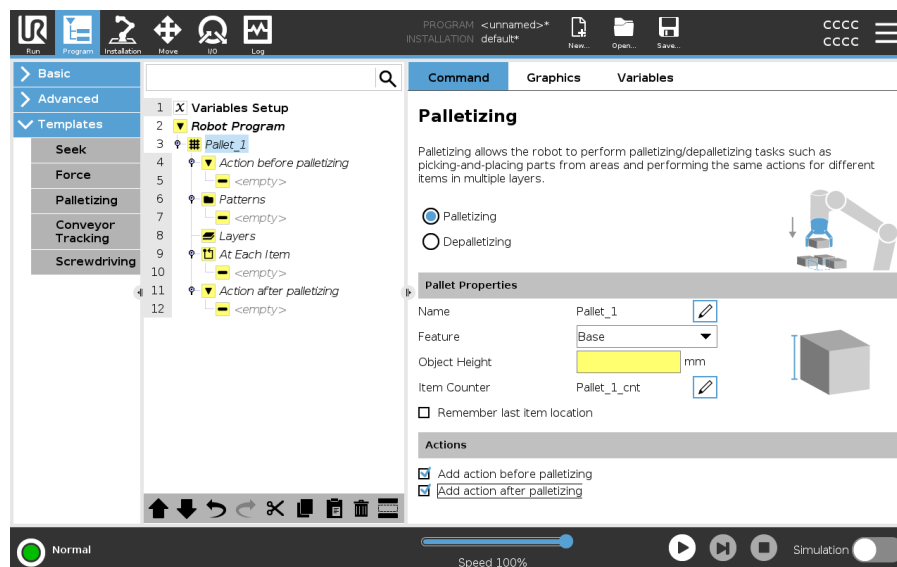 PROGRAM <unnamed>*
INSTALLATION default*
UR
Run
Program
Installation
Move
I/O
Log
New...
Open...
Save...
CCCC
CCCC
Basic
Advanced
Templates
Seek
Force
Palletizing
Conveyor
Tracking
Screwdriving
1 X Variables Setup
2 Robot Program
3 Pallet_1
4 Action before palletizing
5 <empty>
6 Patterns
7 <empty>
8 Layers
9 At Each Item
10 <empty>
11 Action after palletizing
12 <empty>
Command Graphics Variables
Palletizing
Palletizing allows the robot to perform palletizing/depalletizing tasks such as
picking-and-placing parts from areas and performing the same actions for different
items in multiple layers.
Palletizing
Depalletizing
Pallet Properties
Name Pallet_1
Feature Base
Object Height mm
Item Counter Pallet_1_cnt
Remember last item location
Actions
Add action before palletizing
Add action after palletizing
Normal
Speed 100%
Simulation